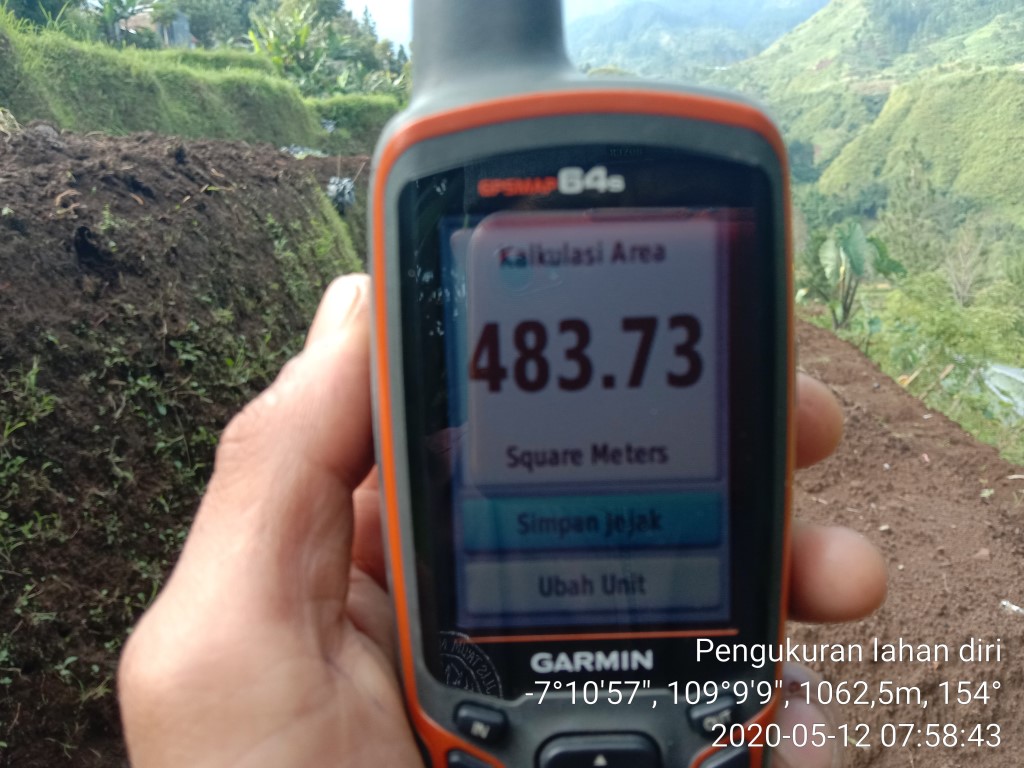 GPSMAP 64s
Kalkulasi Area
483.73
Square Meters
Simpan jejak
Ubah Unit
GARMIN
Pengukuran lahan diri
-7°10'57", 109°9'9", 1062,5m, 154°
2020-05-12 07:58:43